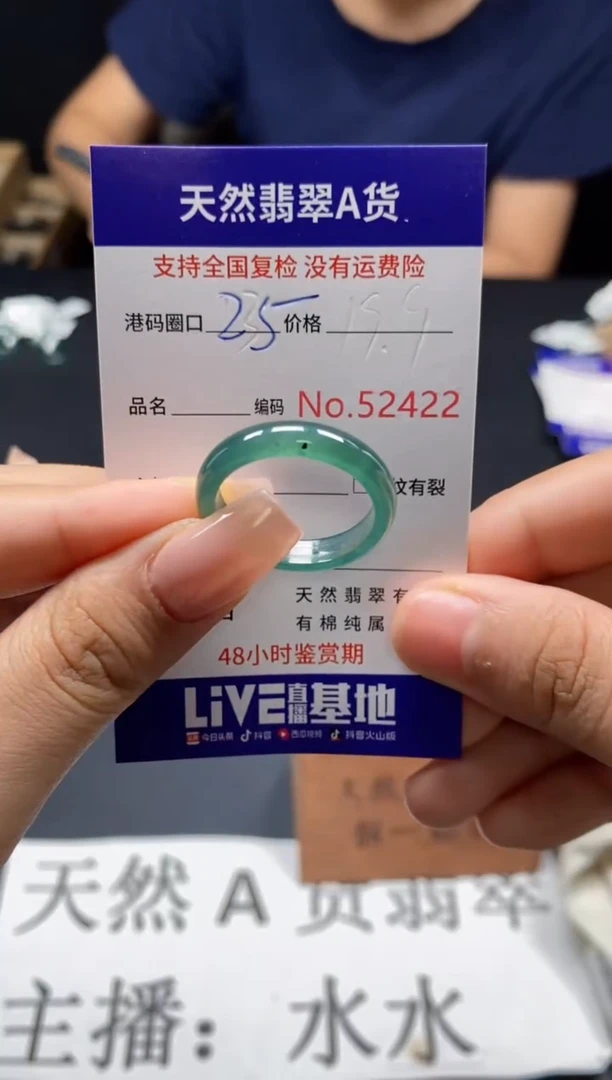 天然翡翠A货
支持全国复检 没有运费险
港码圈口 25 价格
品名 编码 No.52422
纹有裂
天然翡翠有
有棉纯属
48小时鉴赏期
LiVE直播基地
今日头条 抖音 西瓜视频 抖音火山版
天然A货翡翠
主播：水水